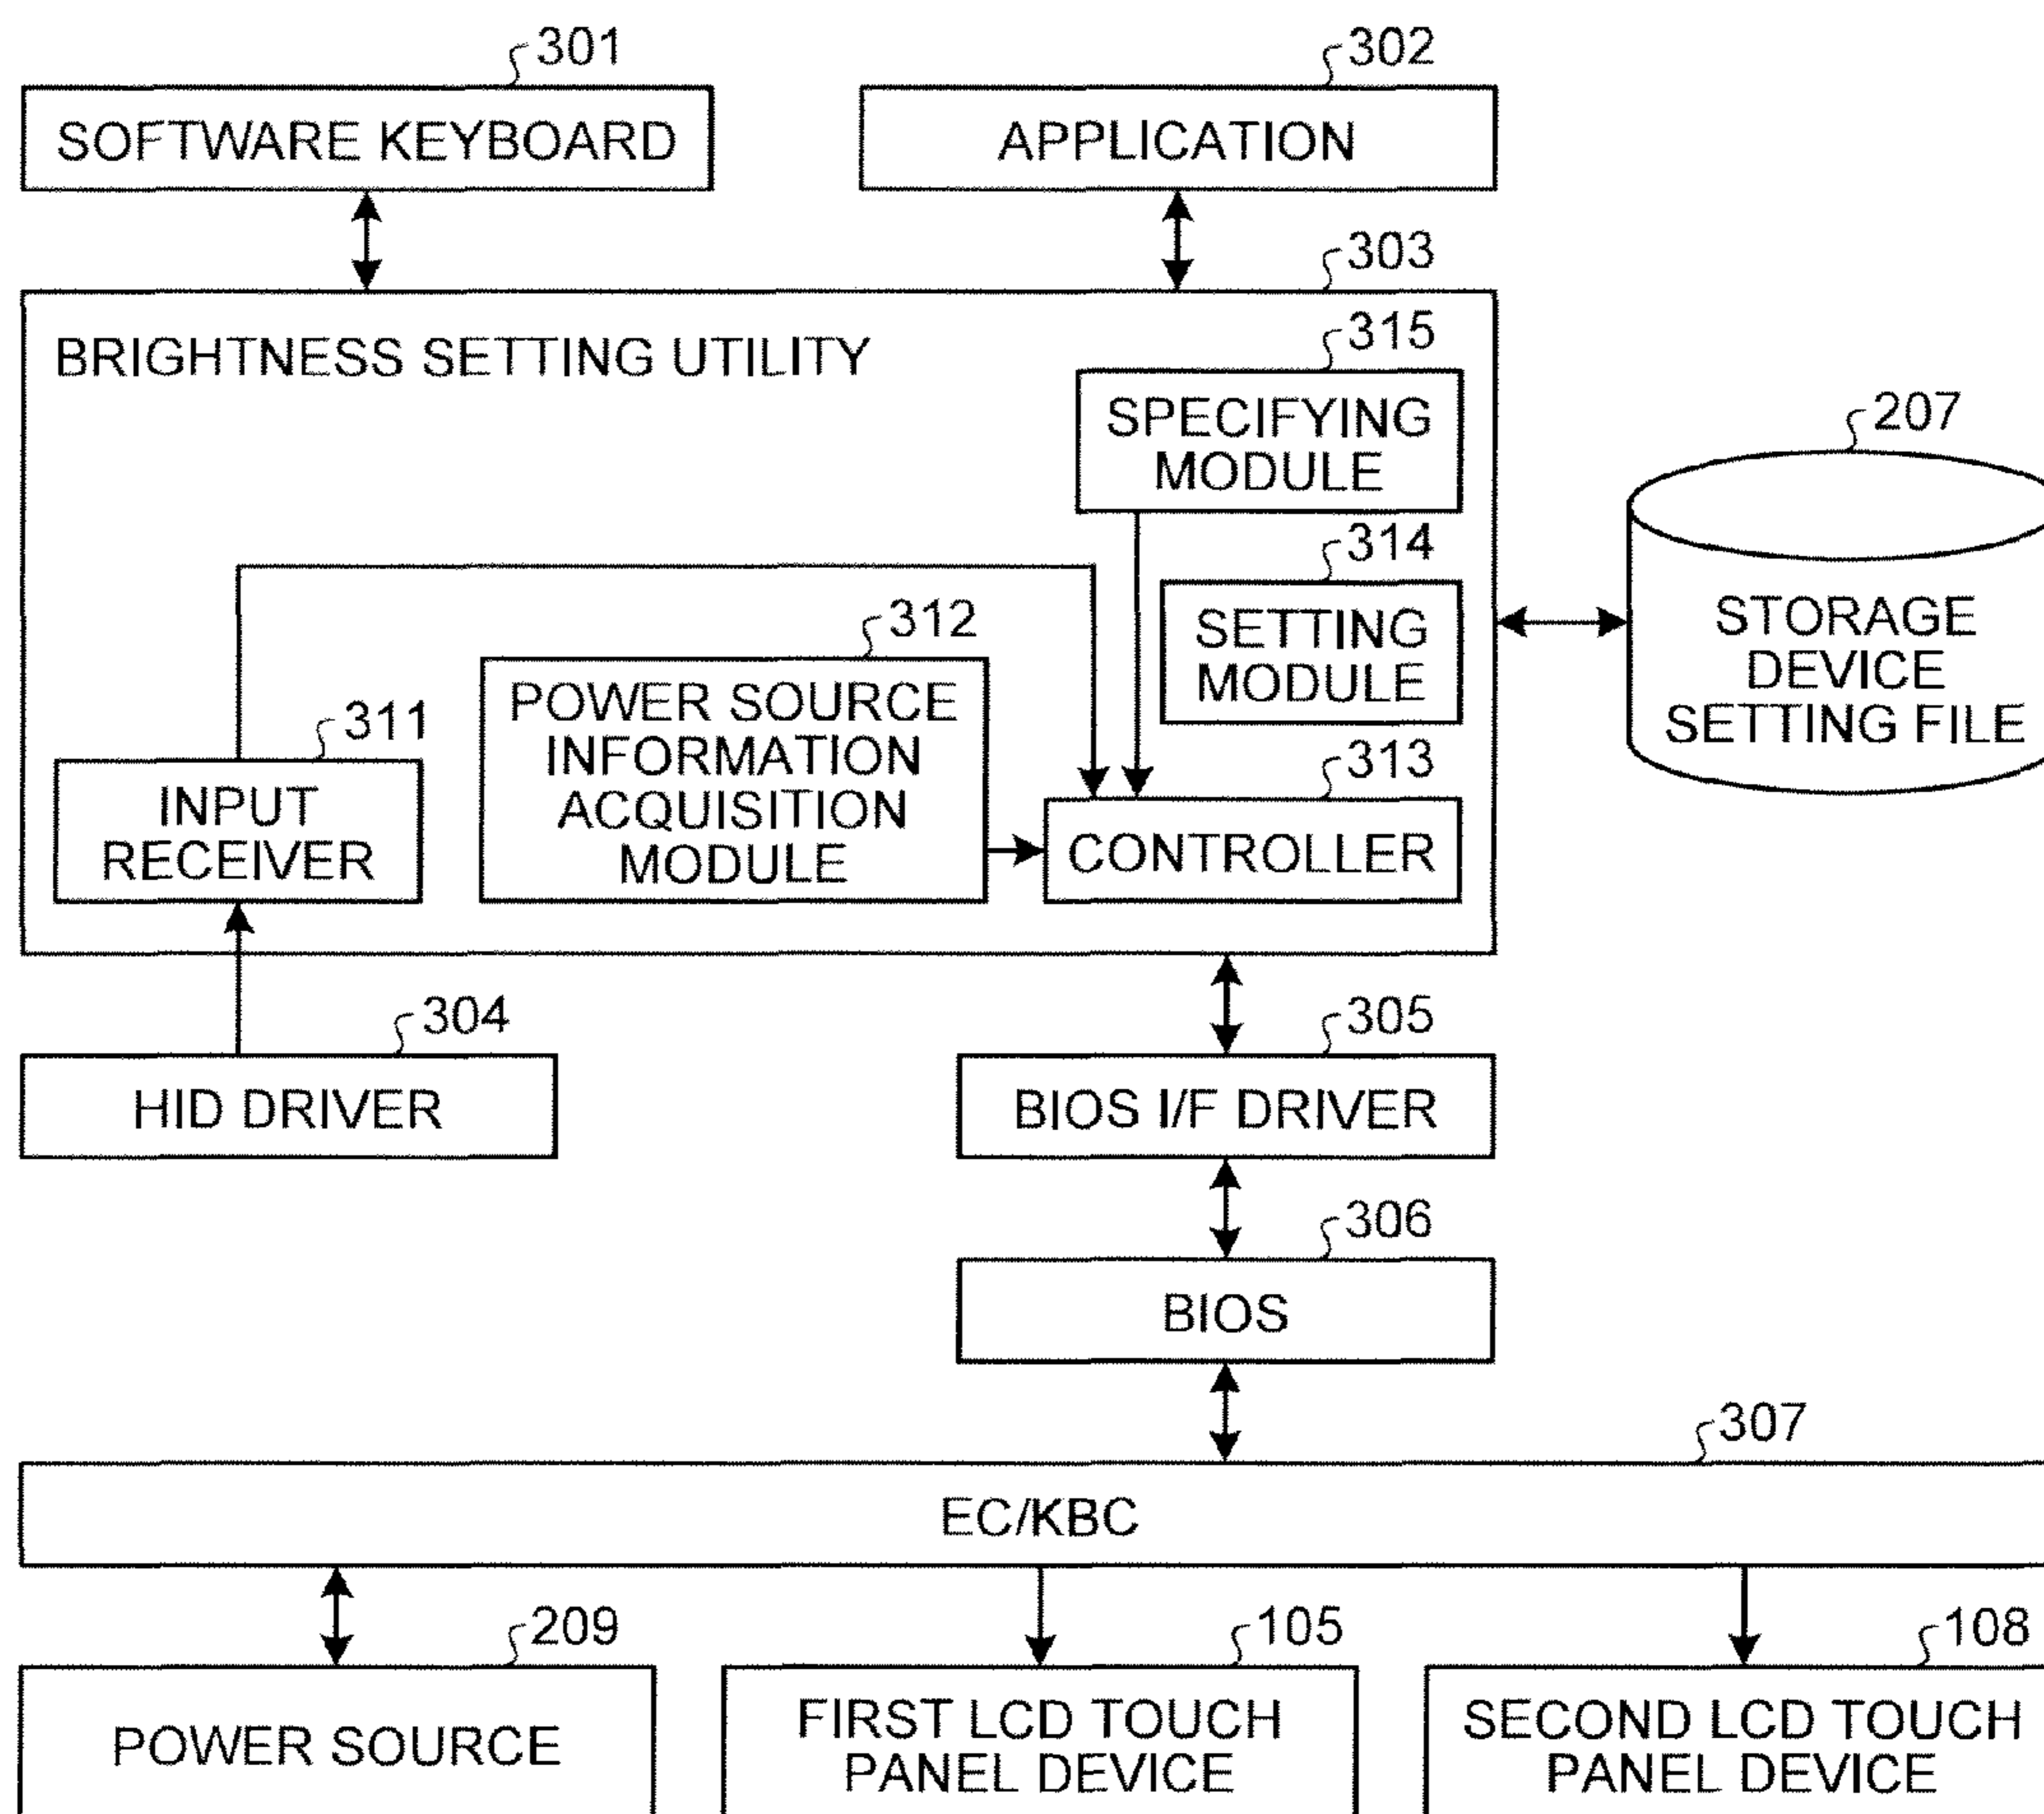 301
302
SOFTWARE KEYBOARD
APPLICATION
303
BRIGHTNESS SETTING UTILITY
315
SPECIFYING
MODULE
207
314
SETTING
MODULE
STORAGE
DEVICE
SETTING FILE
312
POWER SOURCE
INFORMATION
ACQUISITION
MODULE
311
INPUT
RECEIVER
313
CONTROLLER
304
305
HID DRIVER
BIOS I/F DRIVER
306
BIOS
307
EC/KBC
209
105
108
POWER SOURCE
FIRST LCD TOUCH
PANEL DEVICE
SECOND LCD TOUCH
PANEL DEVICE